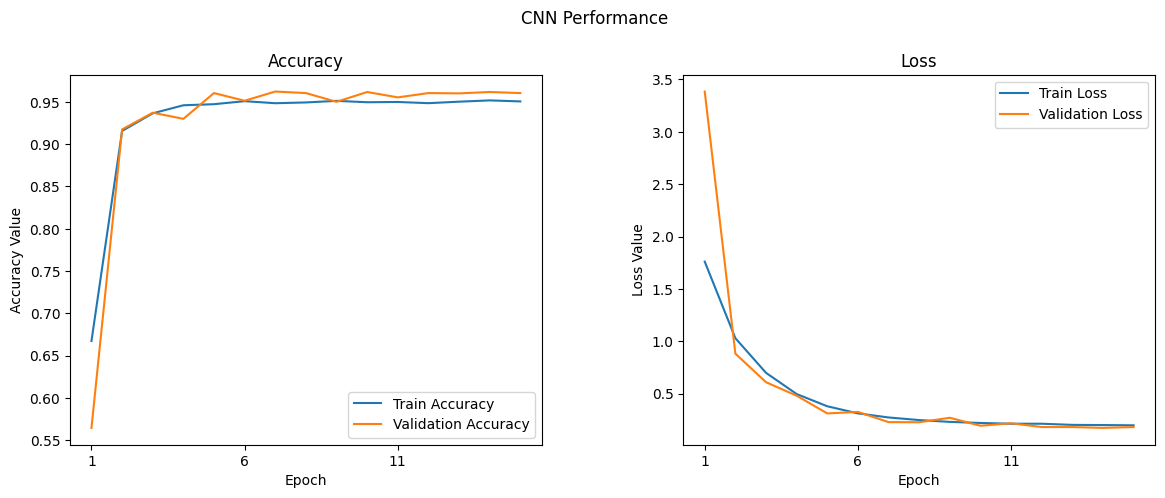 CNN Performance
Accuracy
Accuracy Value
0.95
0.90
0.85
0.80
0.75
0.70
0.65
0.60
0.55
1
6
11
Epoch
Train Accuracy
Validation Accuracy
Loss
Loss Value
3.5
3.0
2.5
2.0
1.5
1.0
0.5
1
6
11
Epoch
Train Loss
Validation Loss